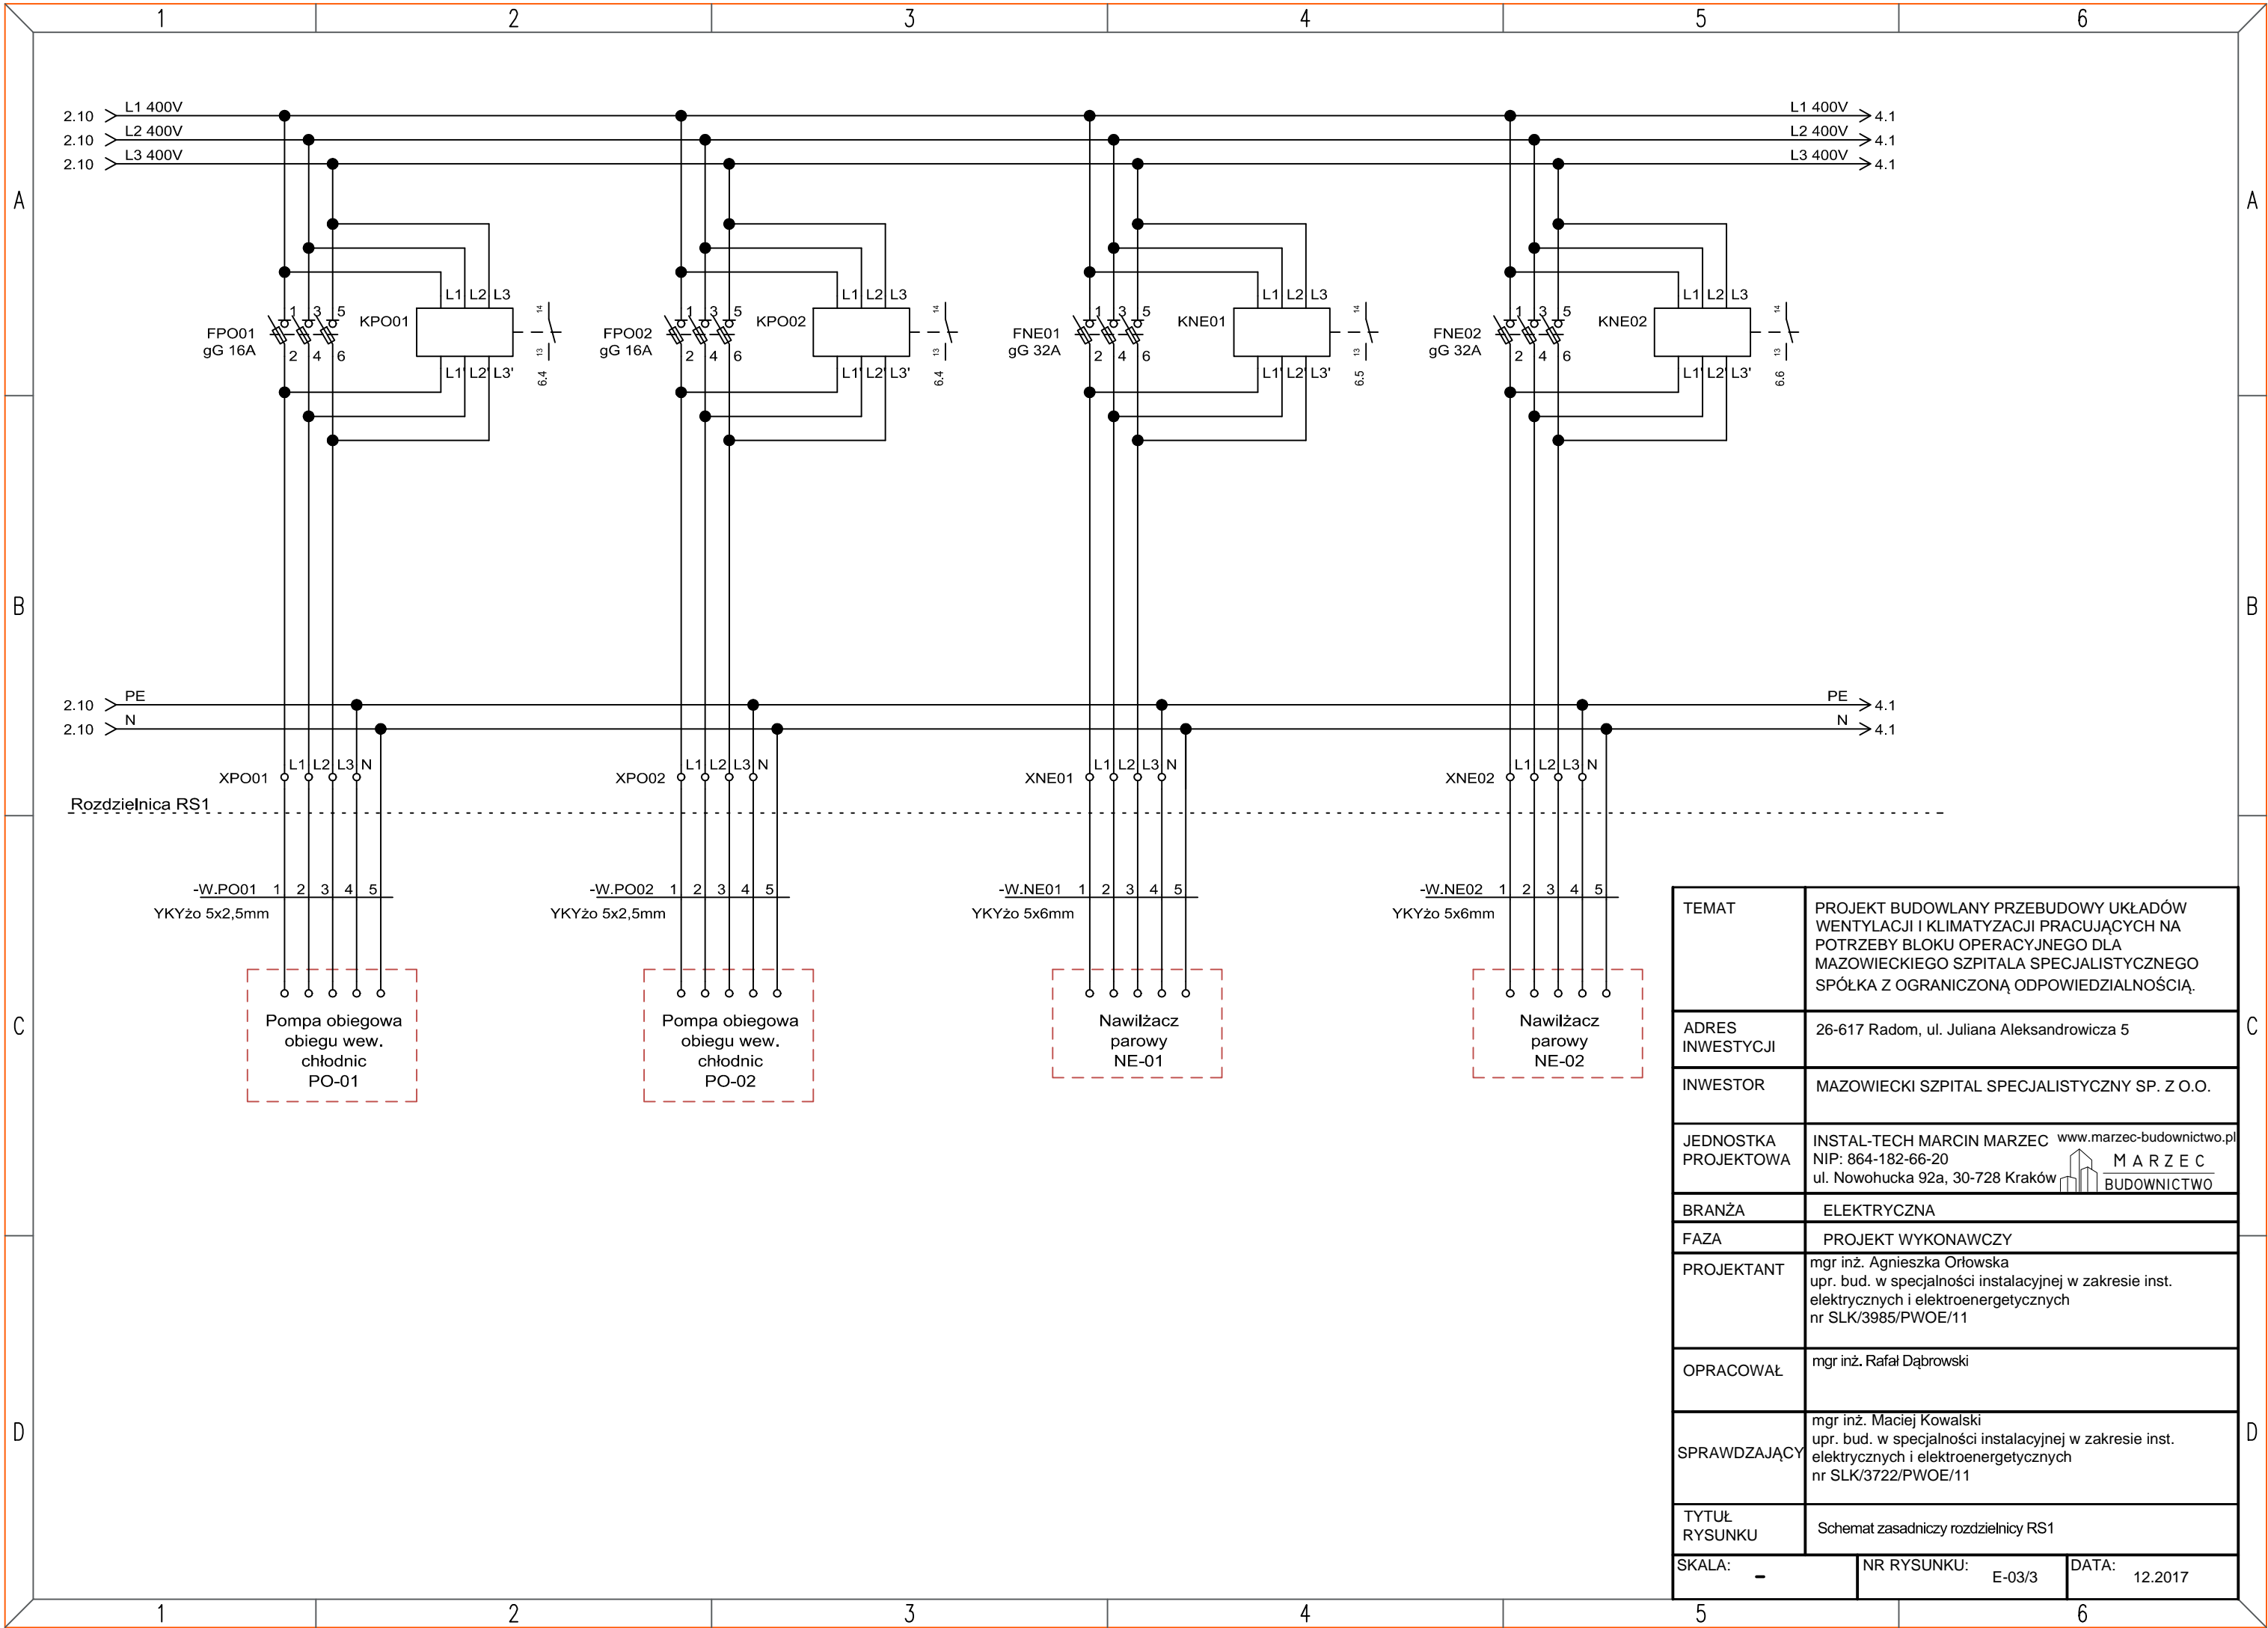 1 2 3 4 5 6
2.10 L1 400V L1 400V 4.1
2.10 L2 400V L2 400V 4.1
2.10 L3 400V L3 400V 4.1
A A
L1 L2 L3 L1 L2 L3 L1 L2 L3 L1 L2 L3
1 3 5 1 3 5 1 3 5 1 3 5
14 14 14 14
FPO01 KPO01 FPO02 KPO02 FNE01 KNE01 FNE02 KNE02
gG 16A gG 16A gG 32A gG 32A
2 4 6 2 4 6 2 4 6 2 4 6
13 13 13 13
L1' L2' L3' L1' L2' L3' L1' L2' L3' L1' L2' L3'
6.4 6.4 6.5 6.6
B B
2.10 PE PE 4.1
2.10 N N 4.1
L1 L2 L3 N L1 L2 L3 N L1 L2 L3 N L1 L2 L3 N
XPO01 XPO02 XNE01 XNE02
Rozdzielnica RS1
-W.PO01 1 2 3 4 5 -W.PO02 1 2 3 4 5 -W.NE01 1 2 3 4 5 -W.NE02 1 2 3 4 5
YKYżo 5x2,5mm YKYżo 5x2,5mm YKYżo 5x6mm YKYżo 5x6mm
C C
Pompa obiegowa
obiegu wew.
chłodnic
PO-01
Pompa obiegowa
obiegu wew.
chłodnic
PO-02
Nawilżacz
parowy
NE-01
Nawilżacz
parowy
NE-02
TEMAT
PROJEKT BUDOWLANY PRZEBUDOWY UKŁADÓW
WENTYLACJI I KLIMATYZACJI PRACUJĄCYCH NA
POTRZEBY BLOKU OPERACYJNEGO DLA
MAZOWIECKIEGO SZPITALA SPECJALISTYCZNEGO
SPÓŁKA Z OGRANICZONĄ ODPOWIEDZIALNOŚCIĄ.
ADRES
INWESTYCJI
26-617 Radom, ul. Juliana Aleksandrowicza 5
INWESTOR
MAZOWIECKI SZPITAL SPECJALISTYCZNY SP. Z O.O.
JEDNOSTKA
PROJEKTOWA
INSTAL-TECH MARCIN MARZEC www.marzec-budownictwo.pl
NIP: 864-182-66-20
ul. Nowohucka 92a, 30-728 Kraków
MARZEC
BUDOWNICTWO
BRANŻA
ELEKTRYCZNA
FAZA
PROJEKT WYKONAWCZY
PROJEKTANT
mgr inż. Agnieszka Orłowska
upr. bud. w specjalności instalacyjnej w zakresie inst.
elektrycznych i elektroenergetycznych
nr SLK/3985/PWOE/11
OPRACOWAŁ
mgr inż. Rafał Dąbrowski
D D
SPRAWDZAJĄCY
mgr inż. Maciej Kowalski
upr. bud. w specjalności instalacyjnej w zakresie inst.
elektrycznych i elektroenergetycznych
nr SLK/3722/PWOE/11
TYTUŁ
RYSUNKU
Schemat zasadniczy rozdzielnicy RS1
SKALA: -
NR RYSUNKU: E-03/3
DATA: 12.2017
1 2 3 4 5 6